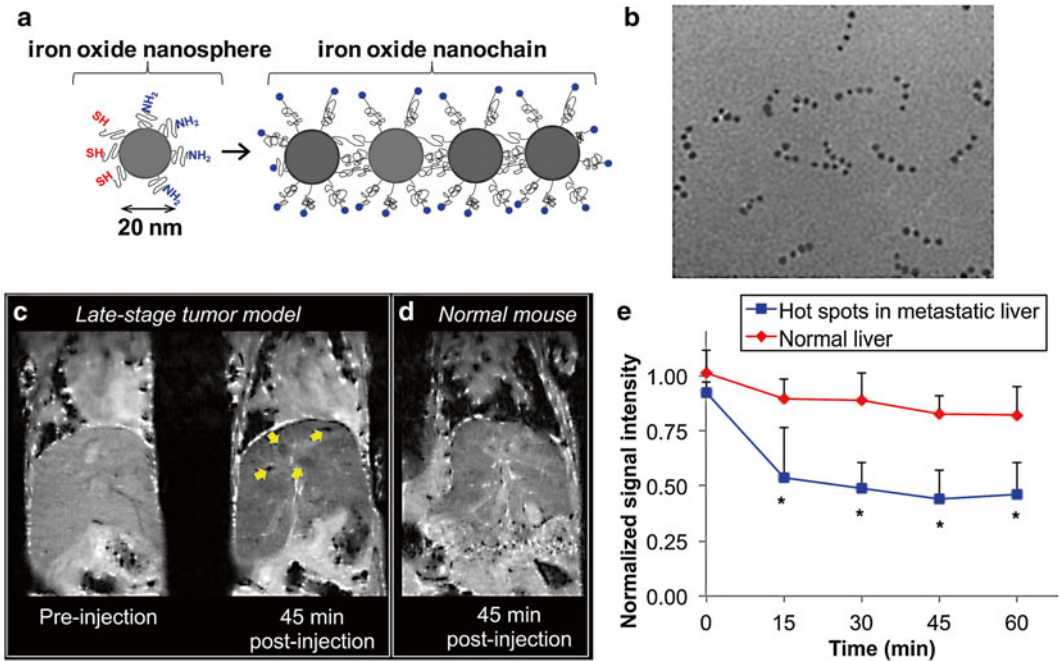 a
iron oxide nanosphere
iron oxide nanochain
SH
SH
SH
NH2
NH2
NH2
NH2
20 nm
b
c
Late-stage tumor model
Pre-injection
45 min
post-injection
d
Normal mouse
45 min
post-injection
e
Hot spots in metastatic liver
Normal liver
Normalized signal intensity
1.00
0.75
0.50
0.25
0.00
*
*
*
*
0
15
30
45
60
Time (min)